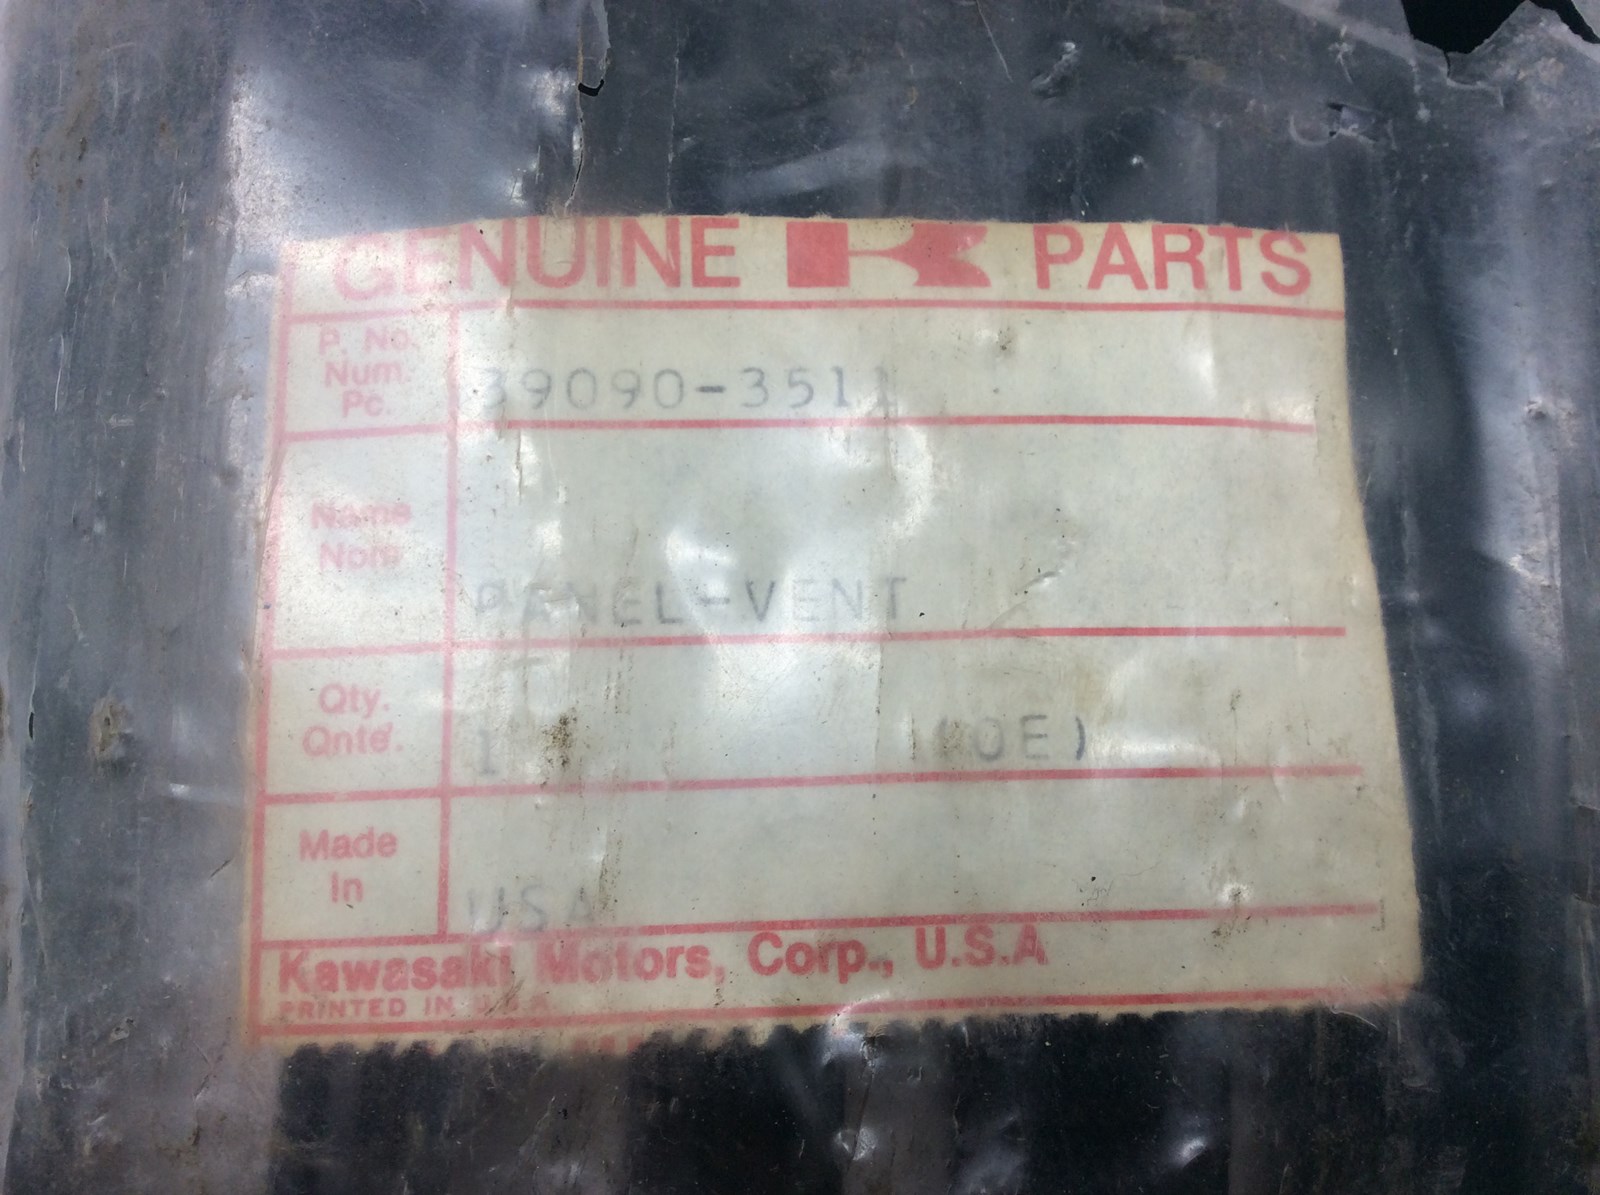 GENUINE K PARTS
P. No.
Num.
Pc.
39090-3511
Name
Nom
PANEL-VENT
Qty.
Qnté.
1 (OE)
Made
In
USA
Kawasaki Motors, Corp., U.S.A
PRINTED IN U.S.A.